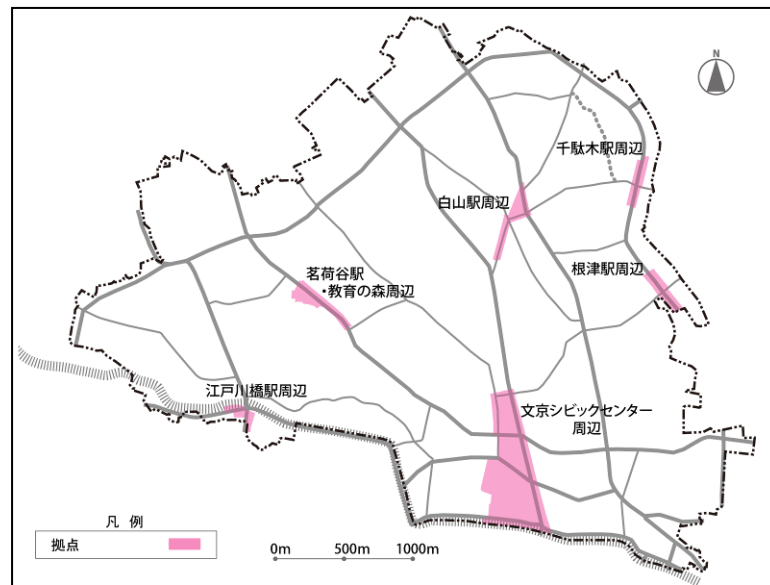 N
千駄木駅周辺
白山駅周辺
根津駅周辺
茗荷谷駅
・教育の森周辺
江戸川橋駅周辺
文京シビックセンター
周辺
凡 例
拠点
0m 500m 1000m